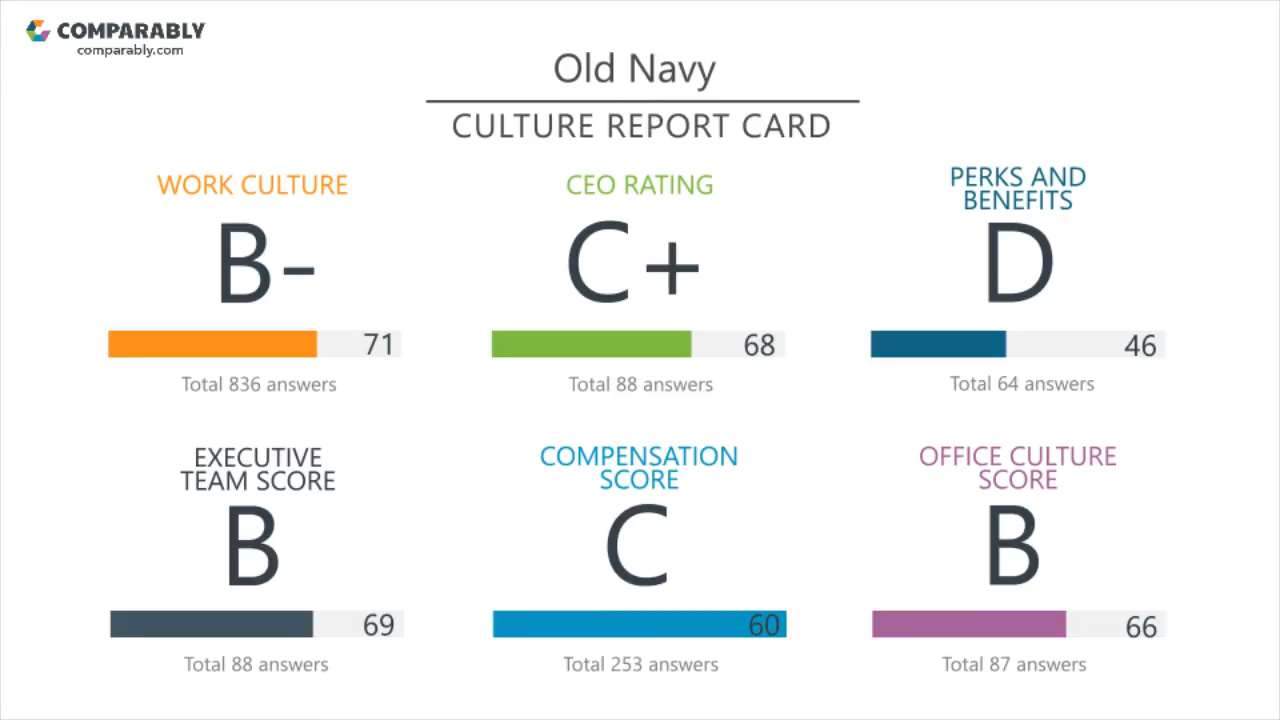 COMPARABLY
comparably.com
Old Navy
CULTURE REPORT CARD
WORK CULTURE
B-
71
Total 836 answers
CEO RATING
C+
68
Total 88 answers
PERKS AND
BENEFITS
D
46
Total 64 answers
EXECUTIVE
TEAM SCORE
B
69
Total 88 answers
COMPENSATION
SCORE
C
60
Total 253 answers
OFFICE CULTURE
SCORE
B
66
Total 87 answers